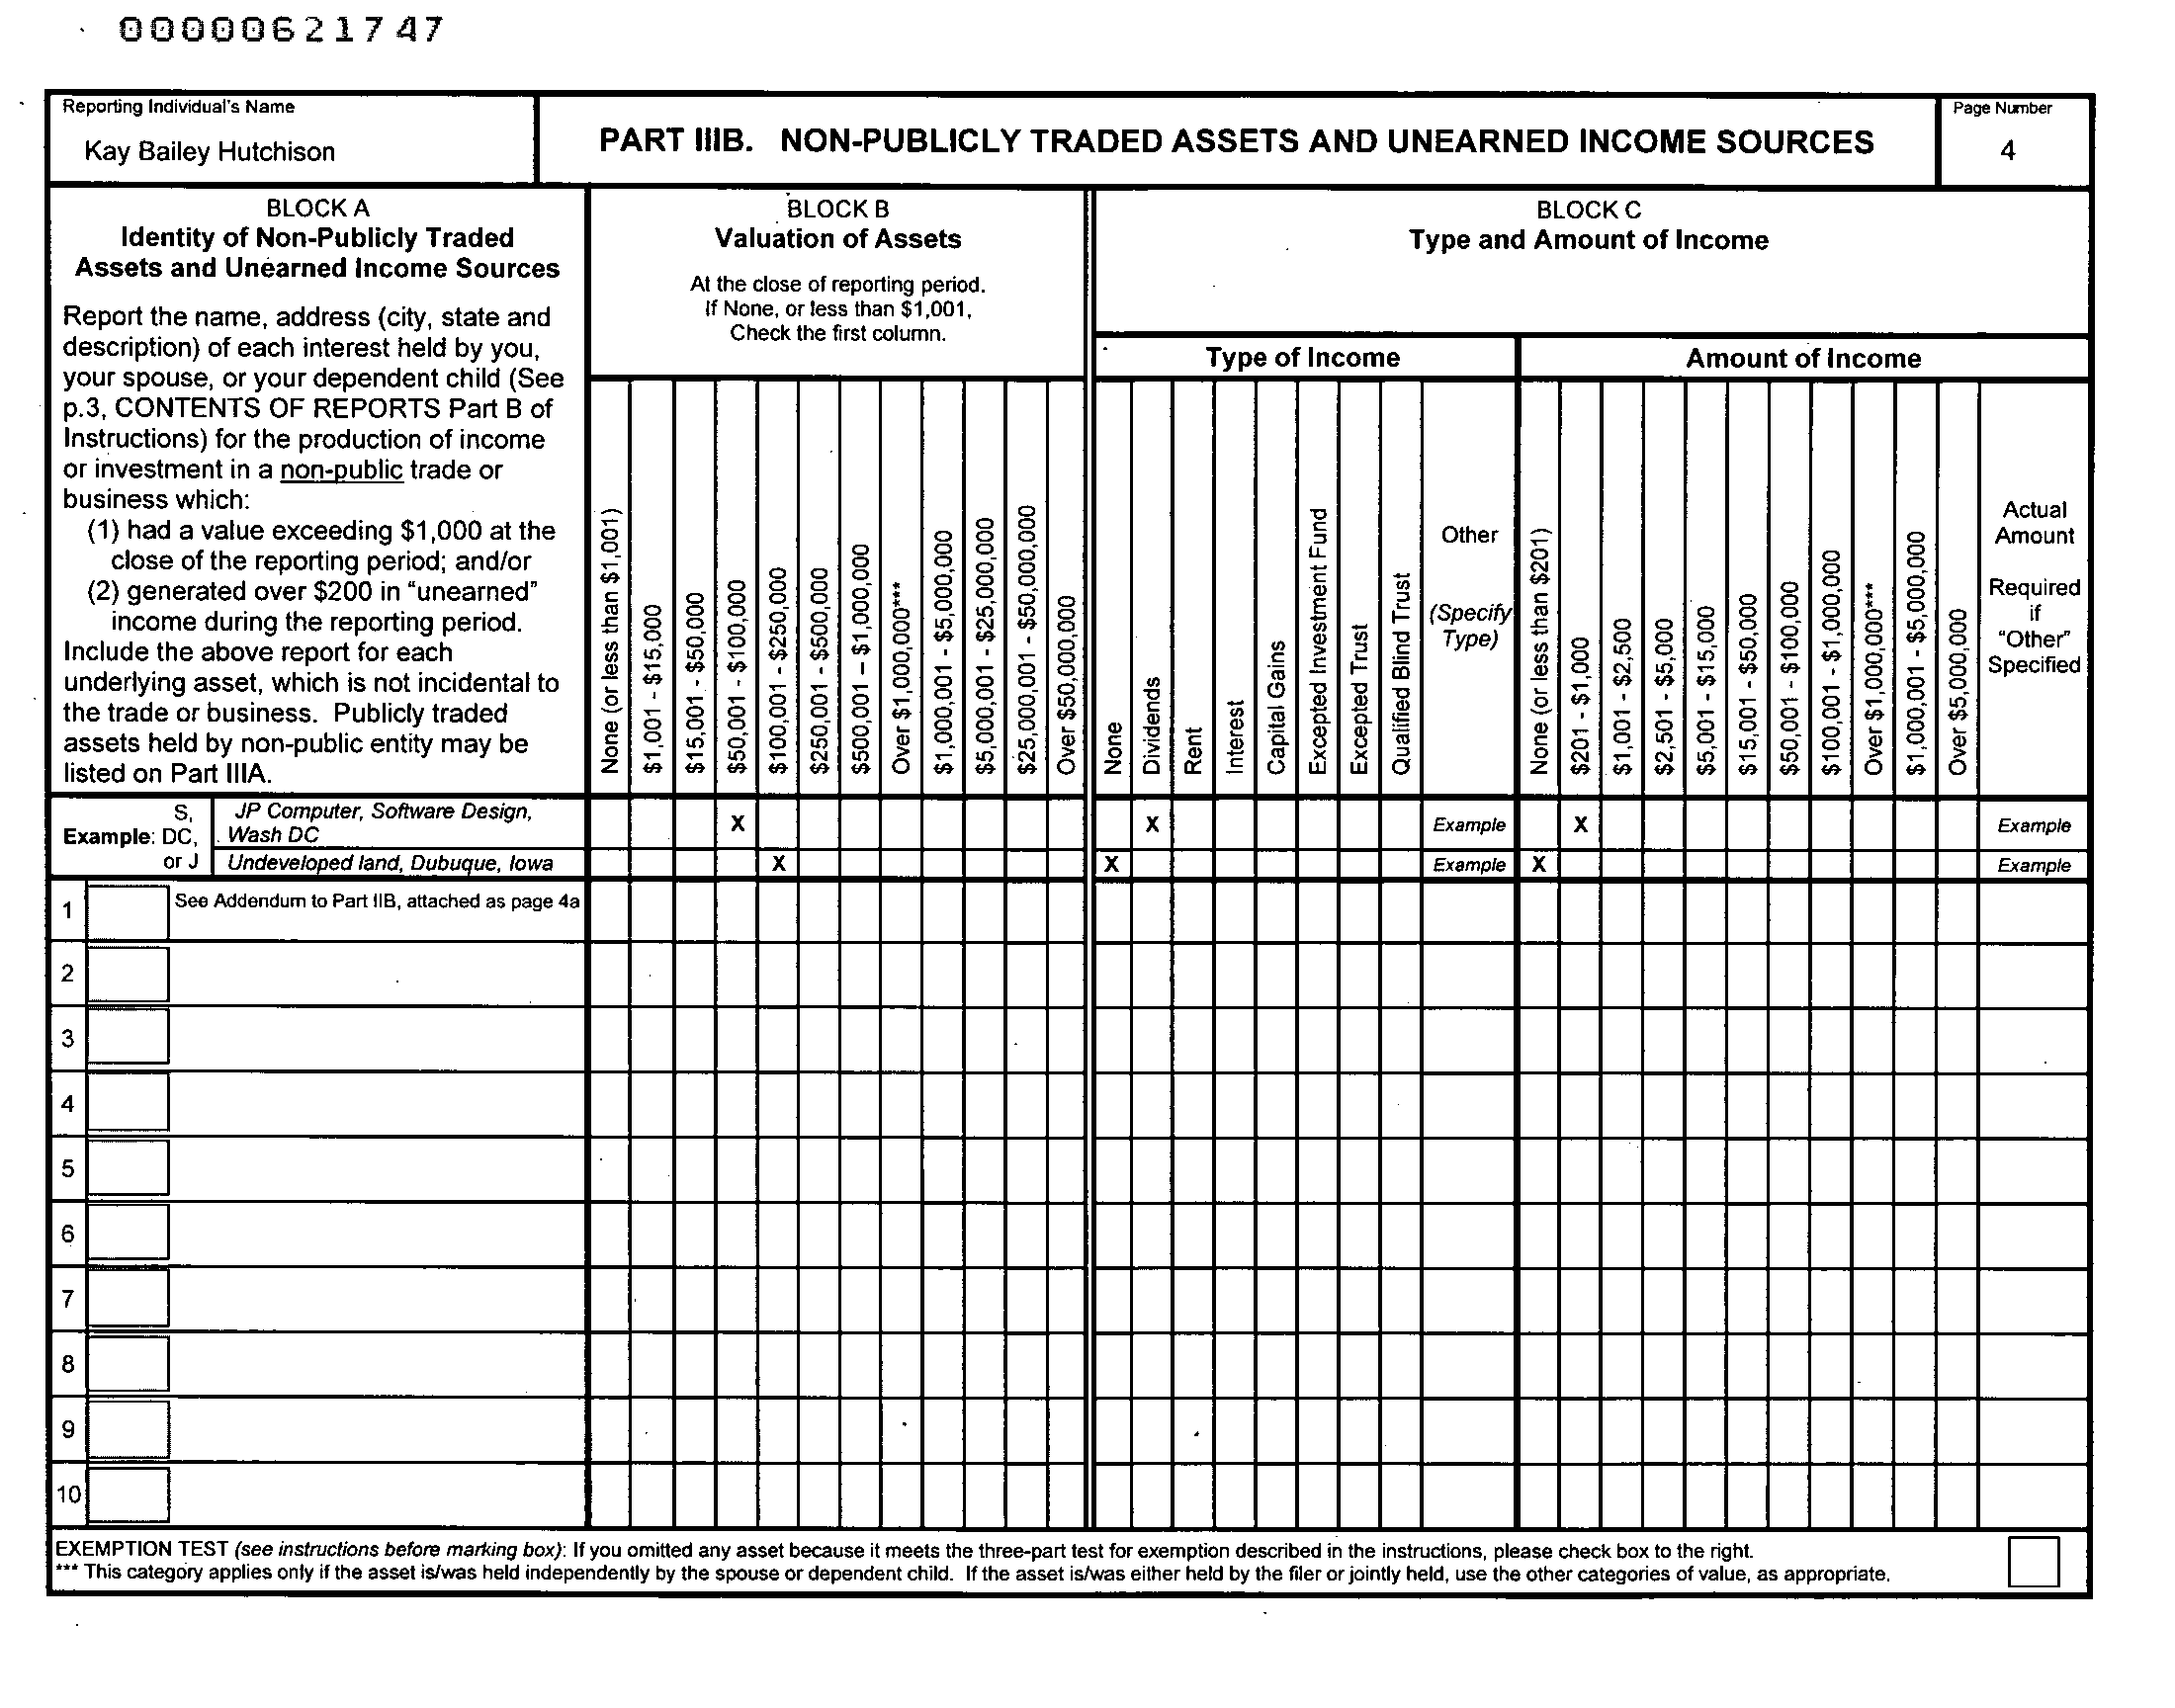 00000621747
Reporting Individual's Name
Kay Bailey Hutchison
PART IIIB. NON-PUBLICLY TRADED ASSETS AND UNEARNED INCOME SOURCES
Page Number
4
BLOCK A
Identity of Non-Publicly Traded
Assets and Unearned Income Sources
Report the name, address (city, state and
description) of each interest held by you,
your spouse, or your dependent child (See
p.3, CONTENTS OF REPORTS Part B of
Instructions) for the production of income
or investment in a non-public trade or
business which:
(1) had a value exceeding $1,000 at the
close of the reporting period; and/or
(2) generated over $200 in "unearned"
income during the reporting period.
Include the above report for each
underlying asset, which is not incidental to
the trade or business. Publicly traded
assets held by non-public entity may be
listed on Part IIIA.
BLOCK B
Valuation of Assets
At the close of reporting period.
If None, or less than $1,001,
Check the first column.
None (or less than $1,001)
$1,001 - $15,000
$15,001 - $50,000
$50,001 - $100,000
$100,001 - $250,000
$250,001 - $500,000
$500,001 – $1,000,000
Over $1,000,000***
$1,000,001 - $5,000,000
$5,000,001 - $25,000,000
$25,000,001 - $50,000,000
Over $50,000,000
BLOCK C
Type and Amount of Income
Type of Income
None
Dividends
Rent
Interest
Capital Gains
Excepted Investment Fund
Excepted Trust
Qualified Blind Trust
Other
(Specify
Type)
Amount of Income
None (or less than $201)
$201 - $1,000
$1,001 - $2,500
$2,501 - $5,000
$5,001 - $15,000
$15,001 - $50,000
$50,001 - $100,000
$100,001 - $1,000,000
Over $1,000,000***
$1,000,001 - $5,000,000
Over $5,000,000
Actual
Amount
Required
if
"Other"
Specified
S,
Example: DC,
or J
JP Computer, Software Design,
Wash DC
X X Example X Example
Undeveloped land, Dubuque, Iowa X X Example X Example
1 See Addendum to Part IIB, attached as page 4a
2
3
4
5
6
7
8
9
10
EXEMPTION TEST (see instructions before marking box): If you omitted any asset because it meets the three-part test for exemption described in the instructions, please check box to the right.
*** This category applies only if the asset is/was held independently by the spouse or dependent child. If the asset is/was either held by the filer or jointly held, use the other categories of value, as appropriate.